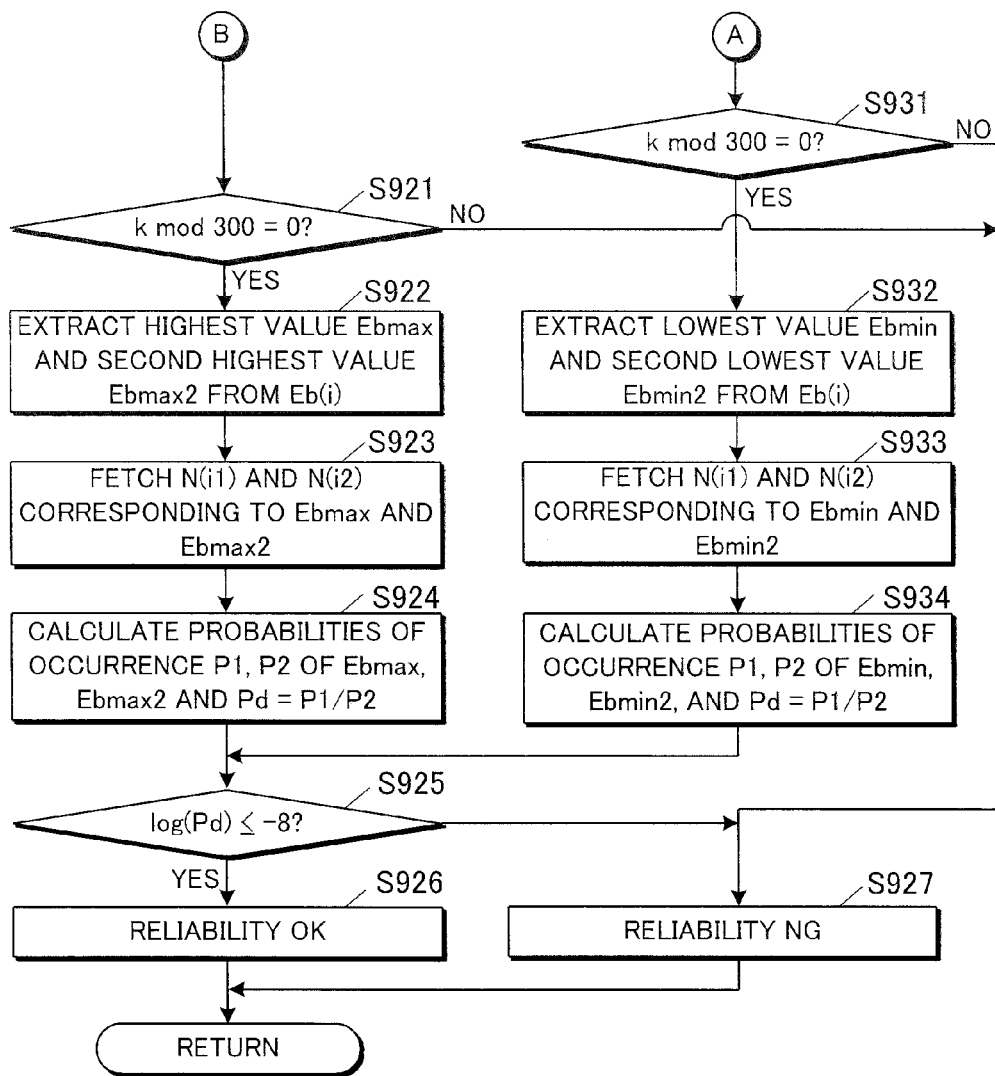 B
A
S931
k mod 300 = 0?
NO
YES
S921
k mod 300 = 0?
NO
YES
S922
EXTRACT HIGHEST VALUE Ebmax
AND SECOND HIGHEST VALUE
Ebmax2 FROM Eb(i)
S932
EXTRACT LOWEST VALUE Ebmin
AND SECOND LOWEST VALUE
Ebmin2 FROM Eb(i)
S923
FETCH N(i1) AND N(i2)
CORRESPONDING TO Ebmax AND
Ebmax2
S933
FETCH N(i1) AND N(i2)
CORRESPONDING TO Ebmin AND
Ebmin2
S924
CALCULATE PROBABILITIES OF
OCCURRENCE P1, P2 OF Ebmax,
Ebmax2 AND Pd = P1/P2
S934
CALCULATE PROBABILITIES OF
OCCURRENCE P1, P2 OF Ebmin,
Ebmin2, AND Pd = P1/P2
S925
log(Pd) ≤ -8?
YES
S926
RELIABILITY OK
S927
RELIABILITY NG
RETURN